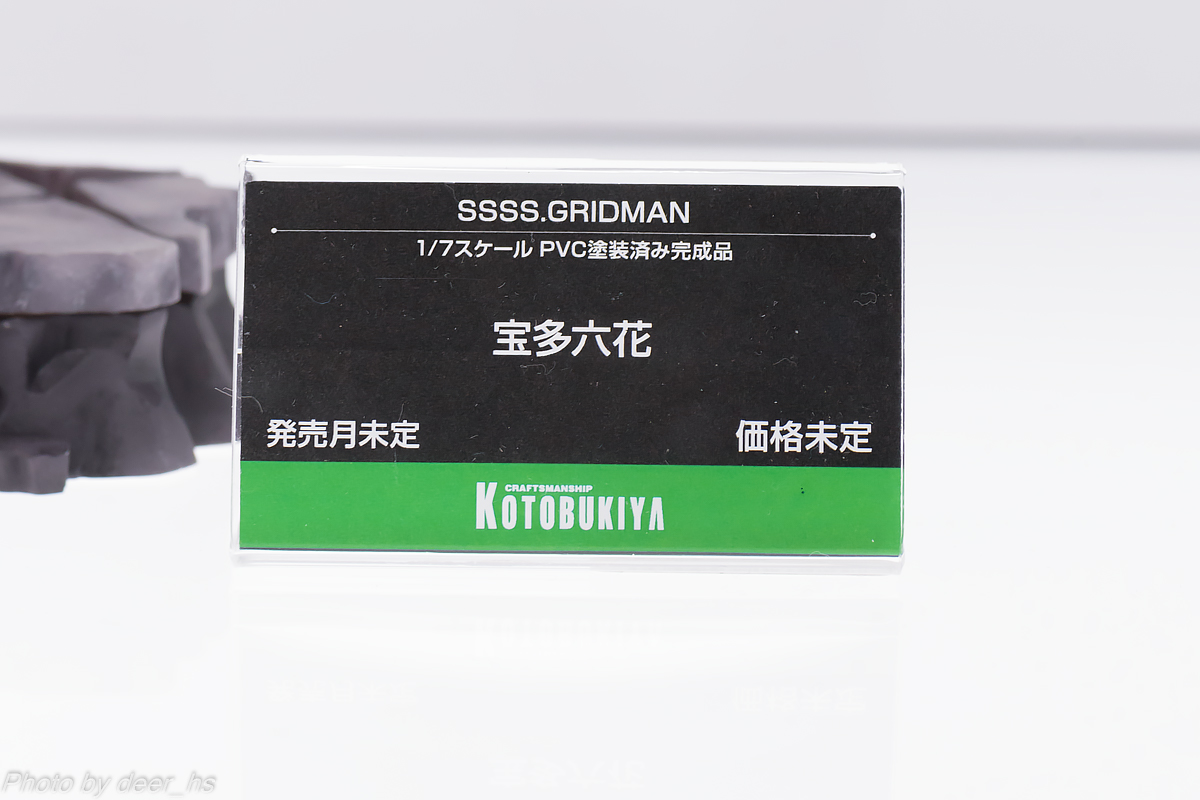 SSSS.GRIDMAN
1/7スケール PVC塗装済み完成品
宝多六花
発売月未定
価格未定
CRAFTSMANSHIP
KOTOBUKIYA
Photo by deer_hs